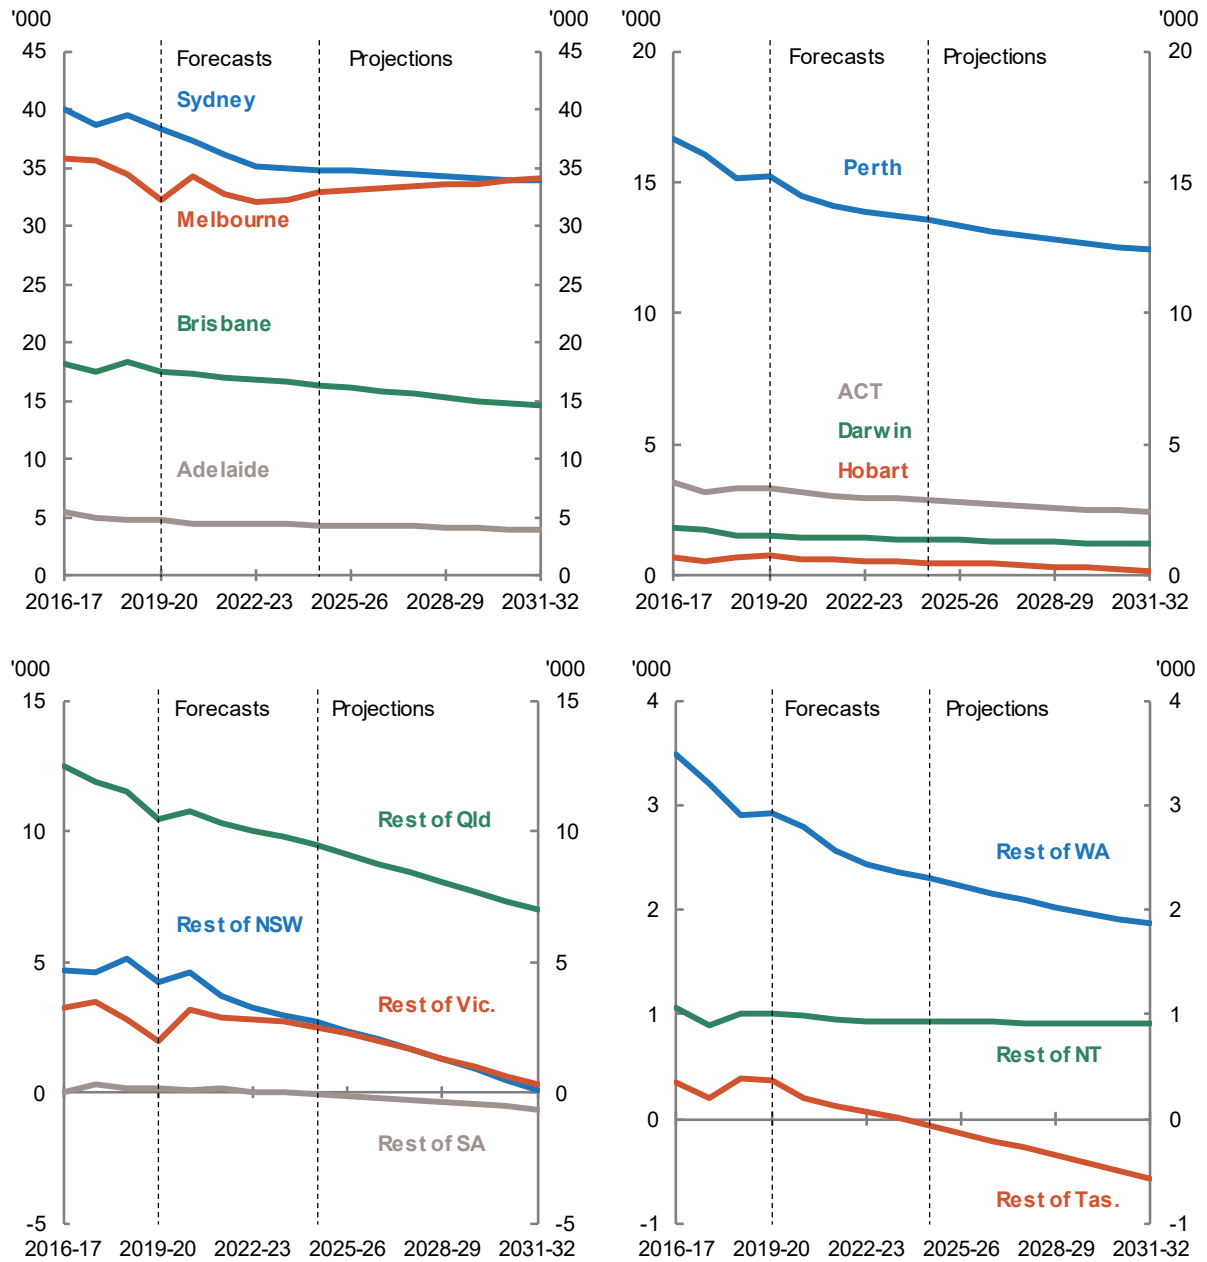 '000 '000
45 45
Forecasts Projections
40 Sydney 40
35 35
30 Melbourne 30
25 25
Brisbane
20 20
15 15
10 Adelaide 10
5 5
0 0
2016-17 2019-20 2022-23 2025-26 2028-29 2031-32
'000 '000
20 20
Forecasts Projections
15 Perth 15
10 10
ACT
Darwin
5 Hobart 5
0 0
2016-17 2019-20 2022-23 2025-26 2028-29 2031-32
'000 '000
15 15
Forecasts Projections
10 Rest of Qld 10
Rest of NSW
5 5
Rest of Vic.
0 0
Rest of SA
-5 -5
2016-17 2019-20 2022-23 2025-26 2028-29 2031-32
'000 '000
4 4
Forecasts Projections
3 3
Rest of WA
2 2
1 1
Rest of NT
0 0
Rest of Tas.
-1 -1
2016-17 2019-20 2022-23 2025-26 2028-29 2031-32